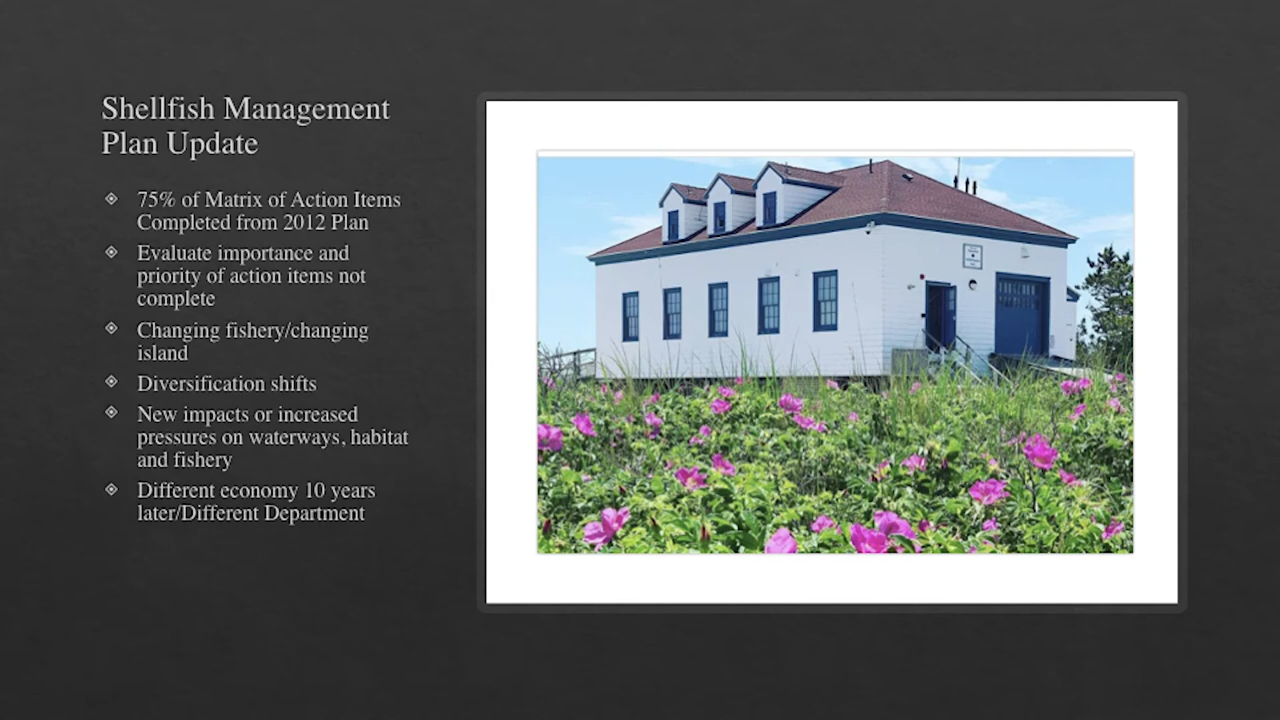 Shellfish Management
Plan Update
75% of Matrix of Action Items
Completed from 2012 Plan
Evaluate importance and
priority of action items not
complete
Changing fishery/changing
island
Diversification shifts
New impacts or increased
pressures on waterways, habitat
and fishery
Different economy 10 years
later/Different Department